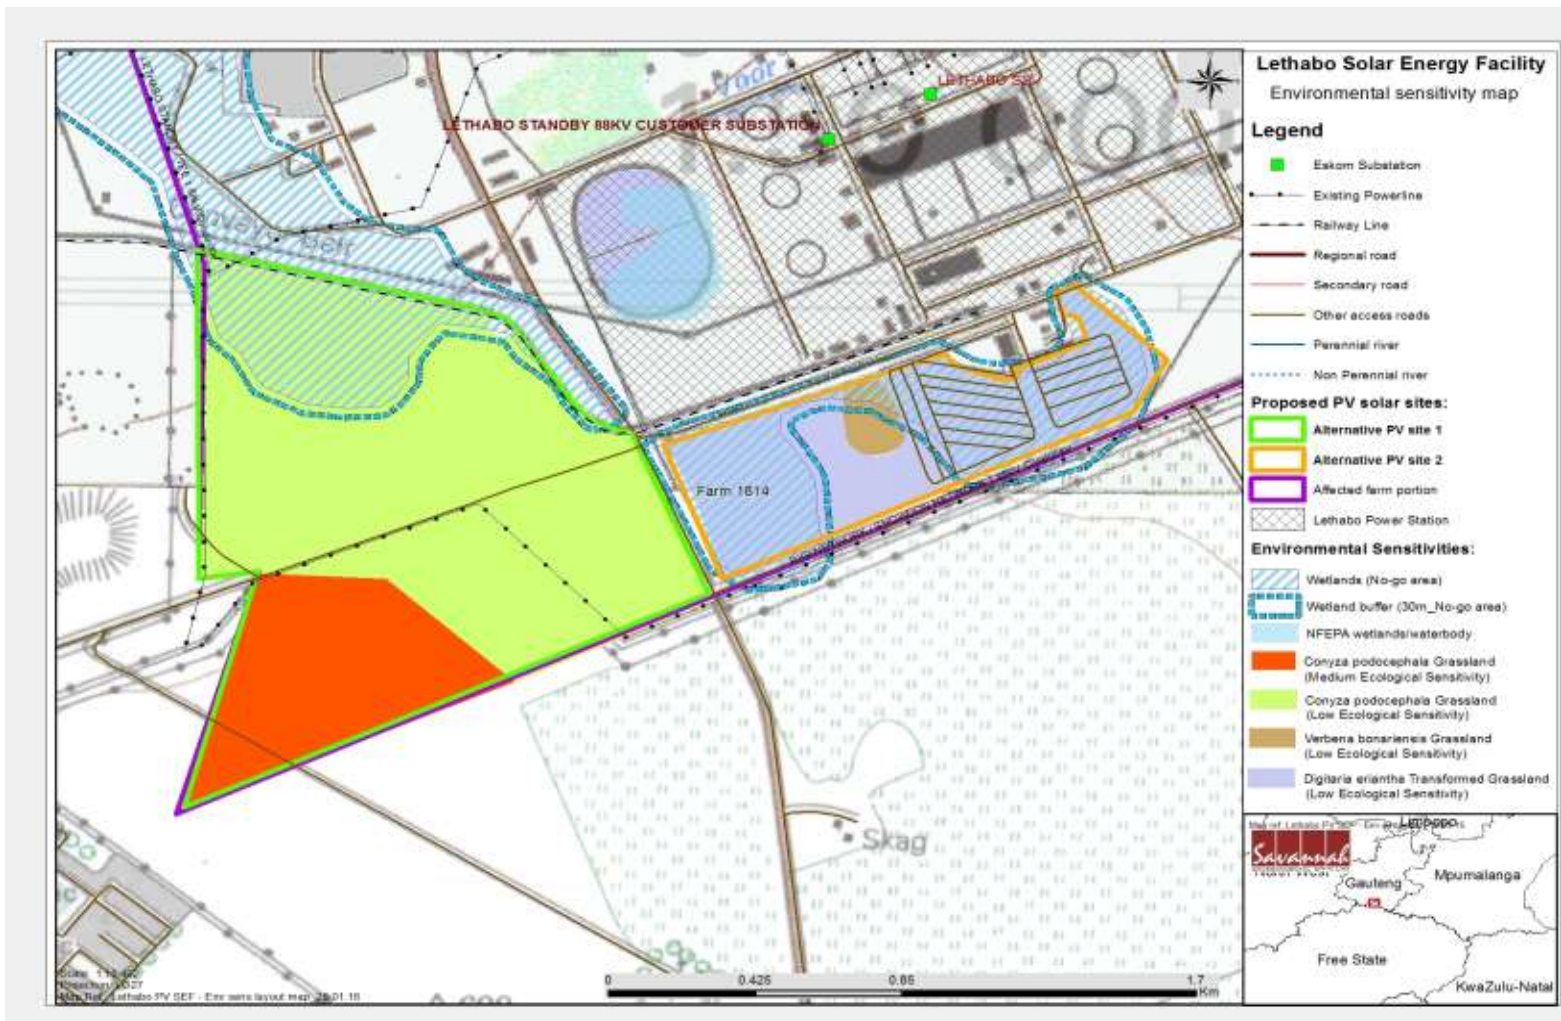 Lethabo Solar Energy Facility
Environmental sensitivity map
Legend
Eskom Substation
Existing Powerline
Railway Line
Regional road
Secondary road
Other access roads
Perennial river
Non Perennial river
Proposed PV solar sites:
Alternative PV site 1
Alternative PV site 2
Affected farm portion
Lethabo Power Station
Environmental Sensitivities:
Wetlands (No-go area)
Wetland buffer (30m_No-go area)
NFEPA wetlands/waterbody
Conyza podocephala Grassland
(Medium Ecological Sensitivity)
Conyza podocephala Grassland
(Low Ecological Sensitivity)
Verbena bonariensis Grassland
(Low Ecological Sensitivity)
Digitaria eriantha Transformed Grassland
(Low Ecological Sensitivity)
LETHABO STANDBY 88KV CUSTOMER SUBSTATION
Farm 1814
Skag
0 0.425 0.85 1.7
Km
Savannah
Limpopo
Gauteng
Mpumalanga
Free State
KwaZulu-Natal